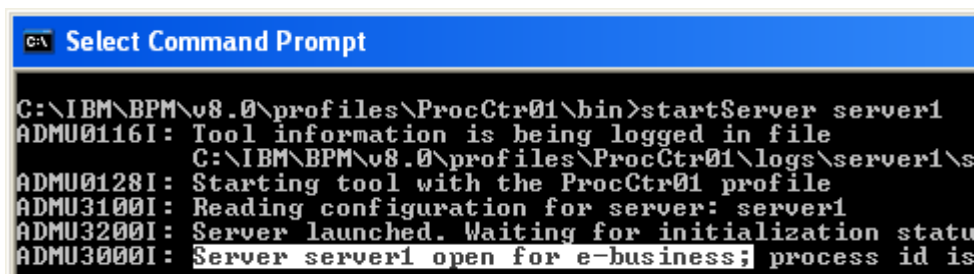 Select Command Prompt
C:\IBM\BPM\v8.0\profiles\ProcCtr01\bin>startServer server1
ADMU0116I: Tool information is being logged in file
C:\IBM\BPM\v8.0\profiles\ProcCtr01\logs\server1\s
ADMU0128I: Starting tool with the ProcCtr01 profile
ADMU3100I: Reading configuration for server: server1
ADMU3200I: Server launched. Waiting for initialization statu
ADMU3000I: Server server1 open for e-business; process id is